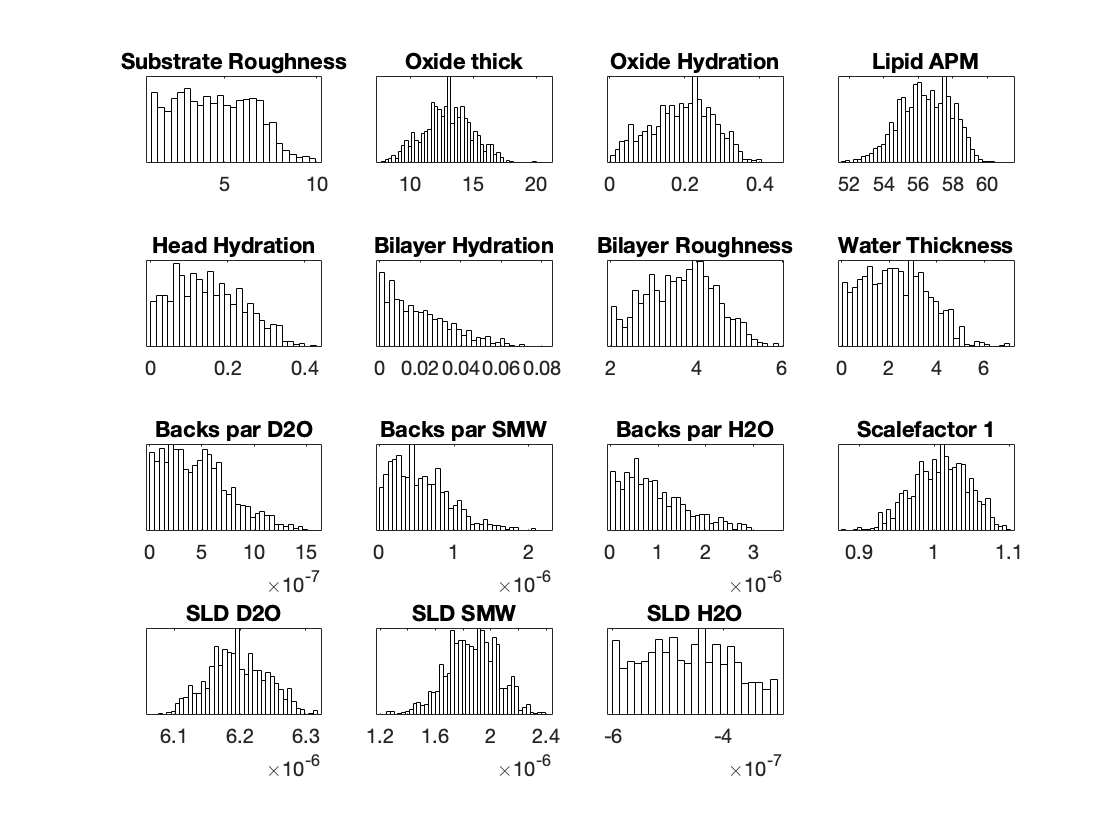 Substrate Roughness Oxide thick Oxide Hydration Lipid APM
5 10 10 15 20 0 0.2 0.4 52 54 56 58 60
Head Hydration Bilayer Hydration Bilayer Roughness Water Thickness
0 0.2 0.4 0 0.02 0.04 0.06 0.08 2 4 6 0 2 4 6
Backs par D2O Backs par SMW Backs par H2O Scalefactor 1
0 5 10 15 0 1 2 0 1 2 3 0.9 1 1.1
×10-7 ×10-6 ×10-6
SLD D2O SLD SMW SLD H2O
6.1 6.2 6.3 1.2 1.6 2 2.4 -6 -4
×10-6 ×10-6 ×10-7